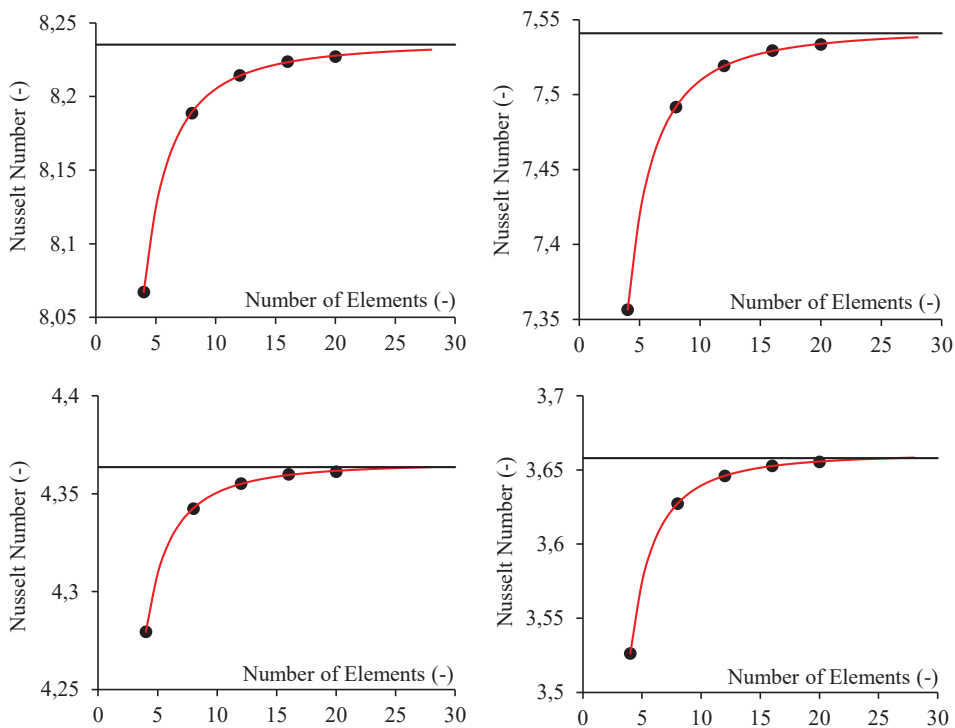 8,25
8,2
8,15
8,1
8,05
Nusselt Number (-)
Number of Elements (-)
0 5 10 15 20 25 30
7,55
7,5
7,45
7,4
7,35
Nusselt Number (-)
Number of Elements (-)
0 5 10 15 20 25 30
4,4
4,35
4,3
4,25
Nusselt Number (-)
Number of Elements (-)
0 5 10 15 20 25 30
3,7
3,65
3,6
3,55
3,5
Nusselt Number (-)
Number of Elements (-)
0 5 10 15 20 25 30